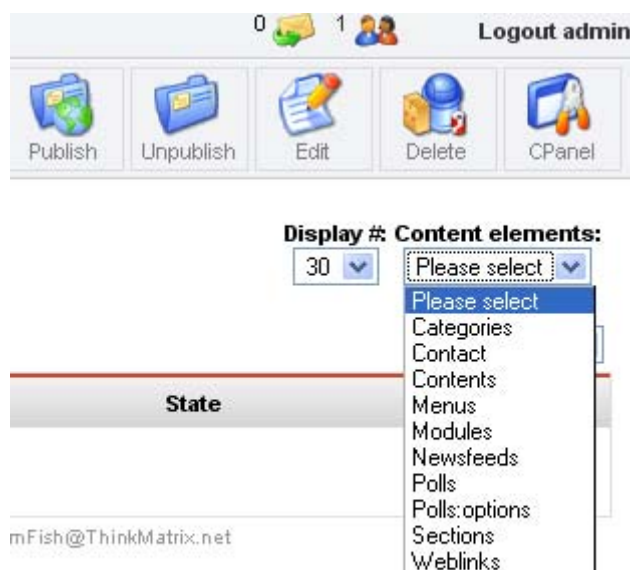 0 1 Logout admin
Publish Unpublish Edit Delete CPanel
Display #: Content elements:
30 Please select
Please select
Categories
Contact
Contents
State
Menus
Modules
Newsfeeds
Polls
Polls:options
mFish@ThinkMatrix.net
Sections
Weblinks